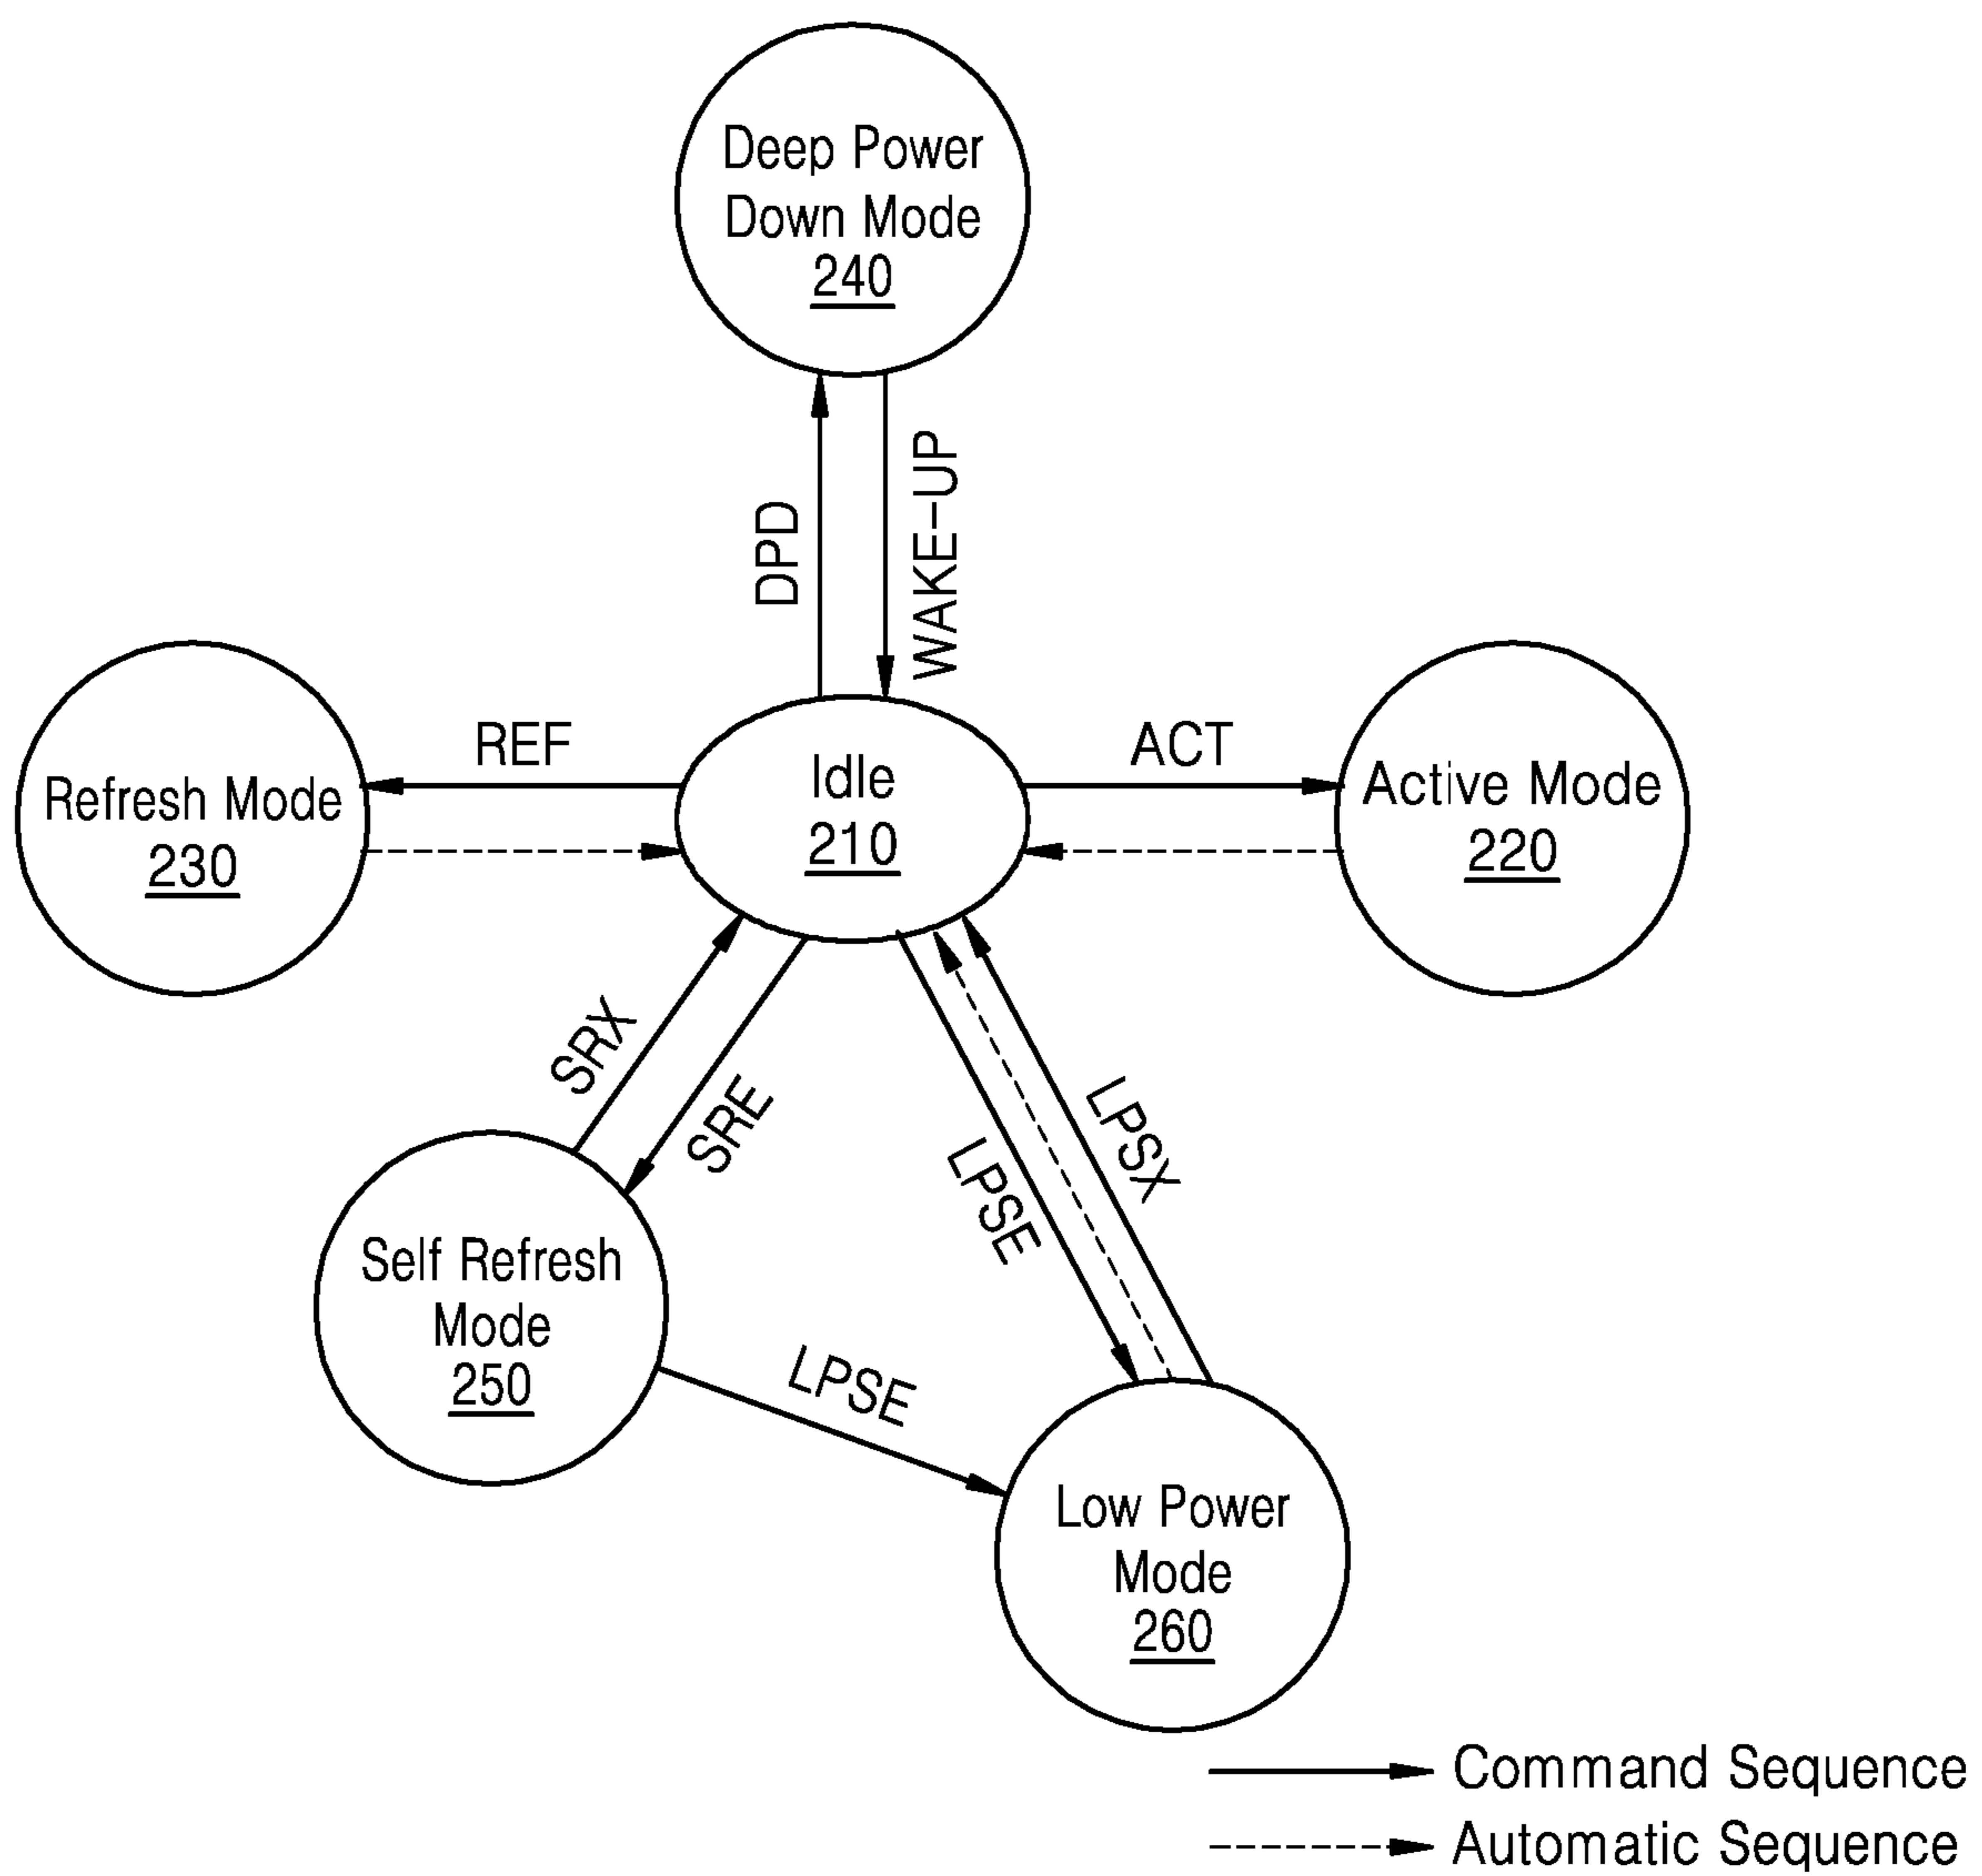 Deep Power
Down Mode
240
DPD
WAKE-UP
REF
ACT
Refresh Mode
230
Idle
210
Active Mode
220
SRX
SRE
LPSE
LPSX
Self Refresh
Mode
250
LPSE
Low Power
Mode
260
Command Sequence
Automatic Sequence